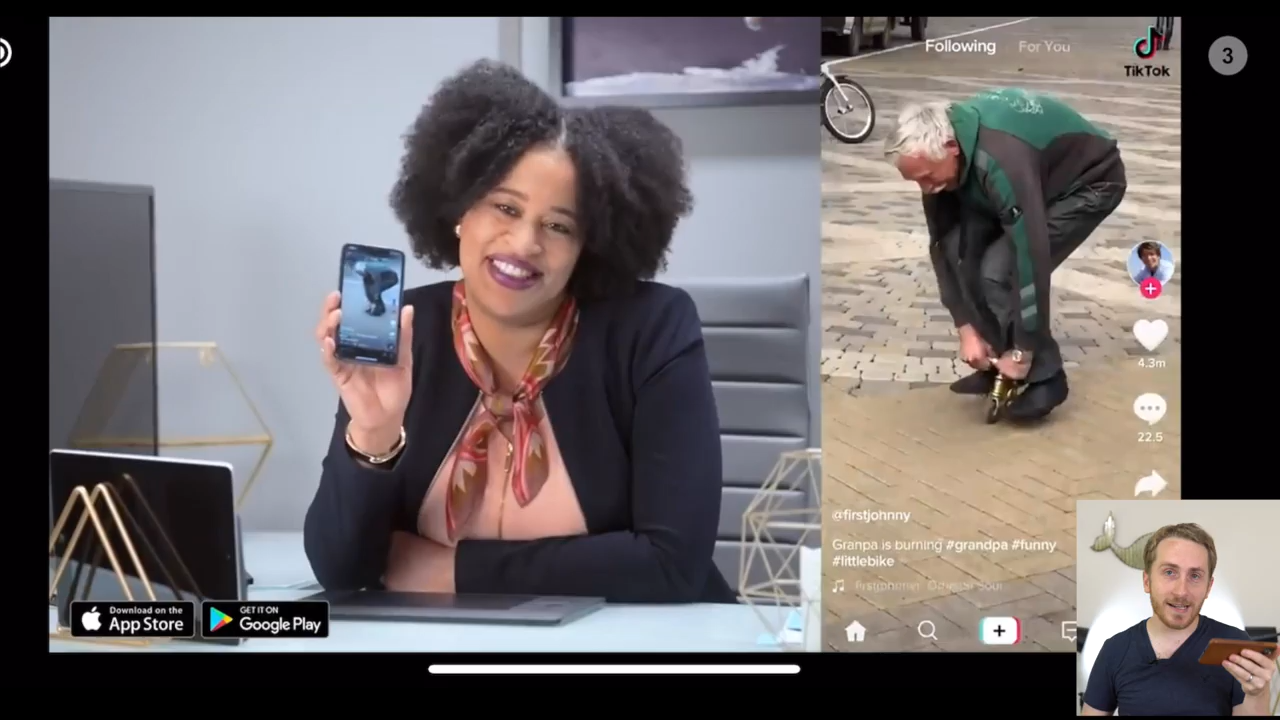 Following For You
TikTok
3
4.3m
22.5
@firstjohnny
Granpa is burning #grandpa #funny
#littlebike
Download on the
App Store
GET IT ON
Google Play